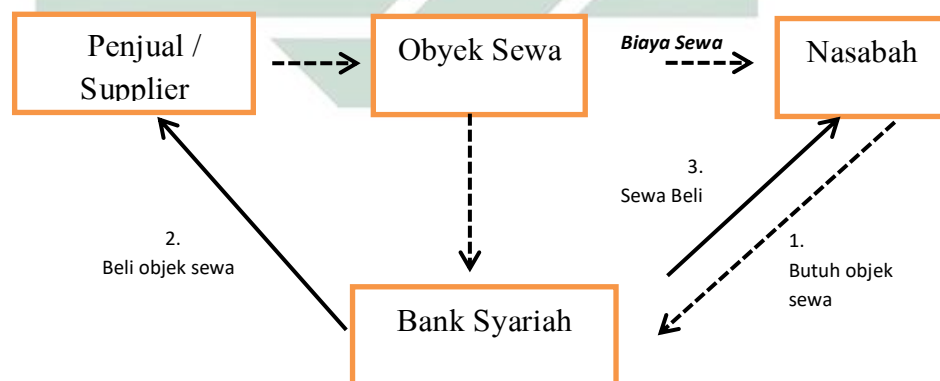 Penjual /
Supplier
Obyek Sewa
Biaya Sewa
Nasabah
3.
Sewa Beli
2.
Beli objek sewa
1.
Butuh objek
sewa
Bank Syariah